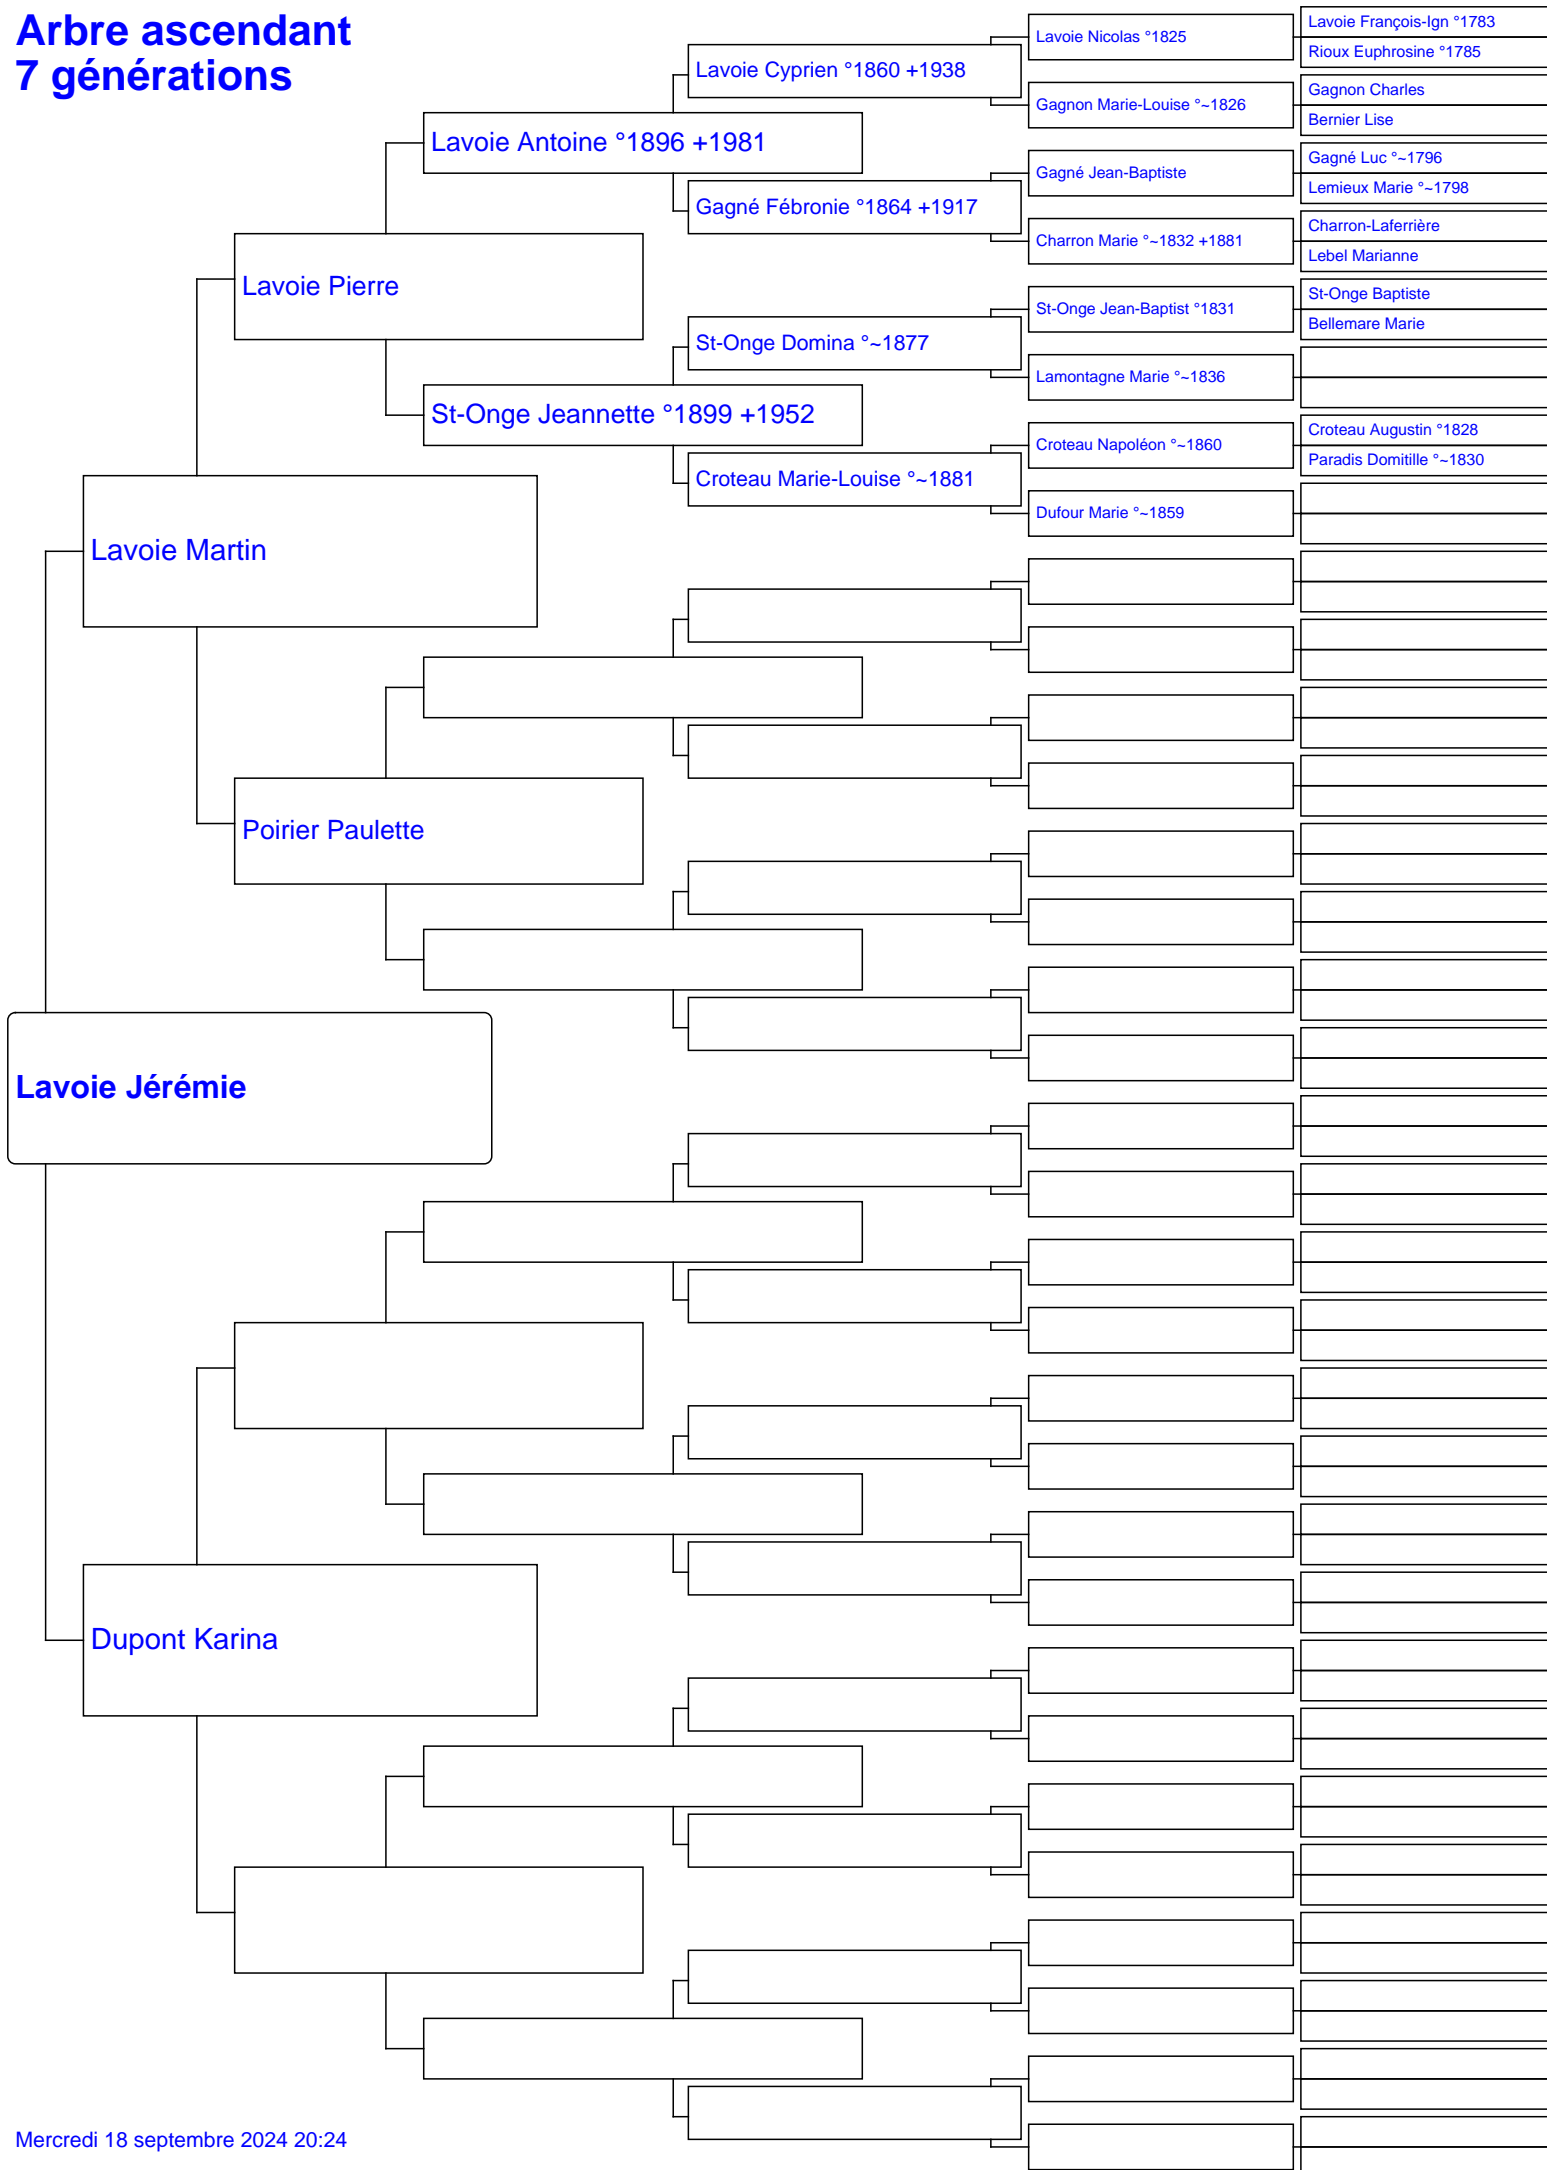 Arbre ascendant
7 générations
Lavoie François-Ign °1783
Lavoie Nicolas °1825
Rioux Euphrosine °1785
Lavoie Cyprien °1860 +1938
Gagnon Charles
Gagnon Marie-Louise °~1826
Bernier Lise
Lavoie Antoine °1896 +1981
Gagné Luc °~1796
Gagné Jean-Baptiste
Lemieux Marie °~1798
Gagné Fébronie °1864 +1917
Charron-Laferrière
Charron Marie °~1832 +1881
Lebel Marianne
Lavoie Pierre
St-Onge Baptiste
St-Onge Jean-Baptist °1831
Bellemare Marie
St-Onge Domina °~1877
Lamontagne Marie °~1836
St-Onge Jeannette °1899 +1952
Croteau Augustin °1828
Croteau Napoléon °~1860
Paradis Domitille °~1830
Croteau Marie-Louise °~1881
Dufour Marie °~1859
Lavoie Martin
Poirier Paulette
Lavoie Jérémie
Dupont Karina
Mercredi 18 septembre 2024 20:24